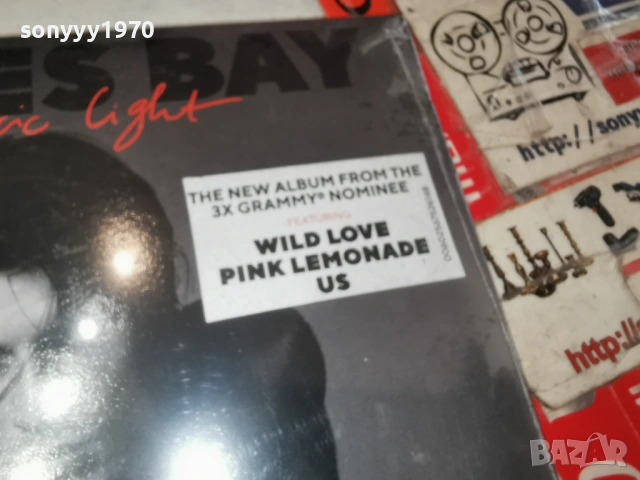 sonyyy1970
ES BAY
ric light
THE NEW ALBUM FROM THE
3X GRAMMY® NOMINEE
FEATURING
WILD LOVE
PINK LEMONADE
US
http://sony
http://
BAZAR